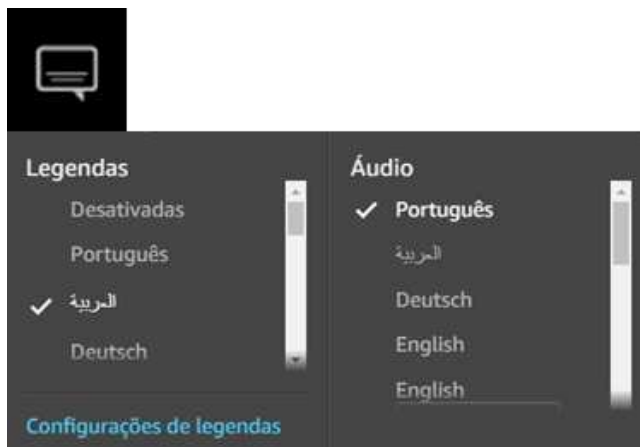 Legendas
Desativadas
Português
العربية
Deutsch
Configurações de legendas
Áudio
Português
العربية
Deutsch
English
English